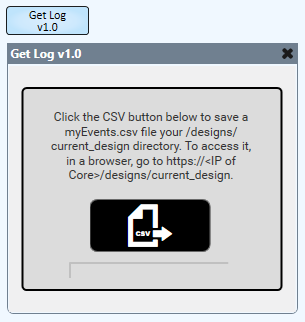 Get Log
v1.0
Get Log v1.0
Click the CSV button below to save a
myEvents.csv file your /designs/
current_design directory. To access it,
in a browser, go to https://<IP of
Core>/designs/current_design.
CSV